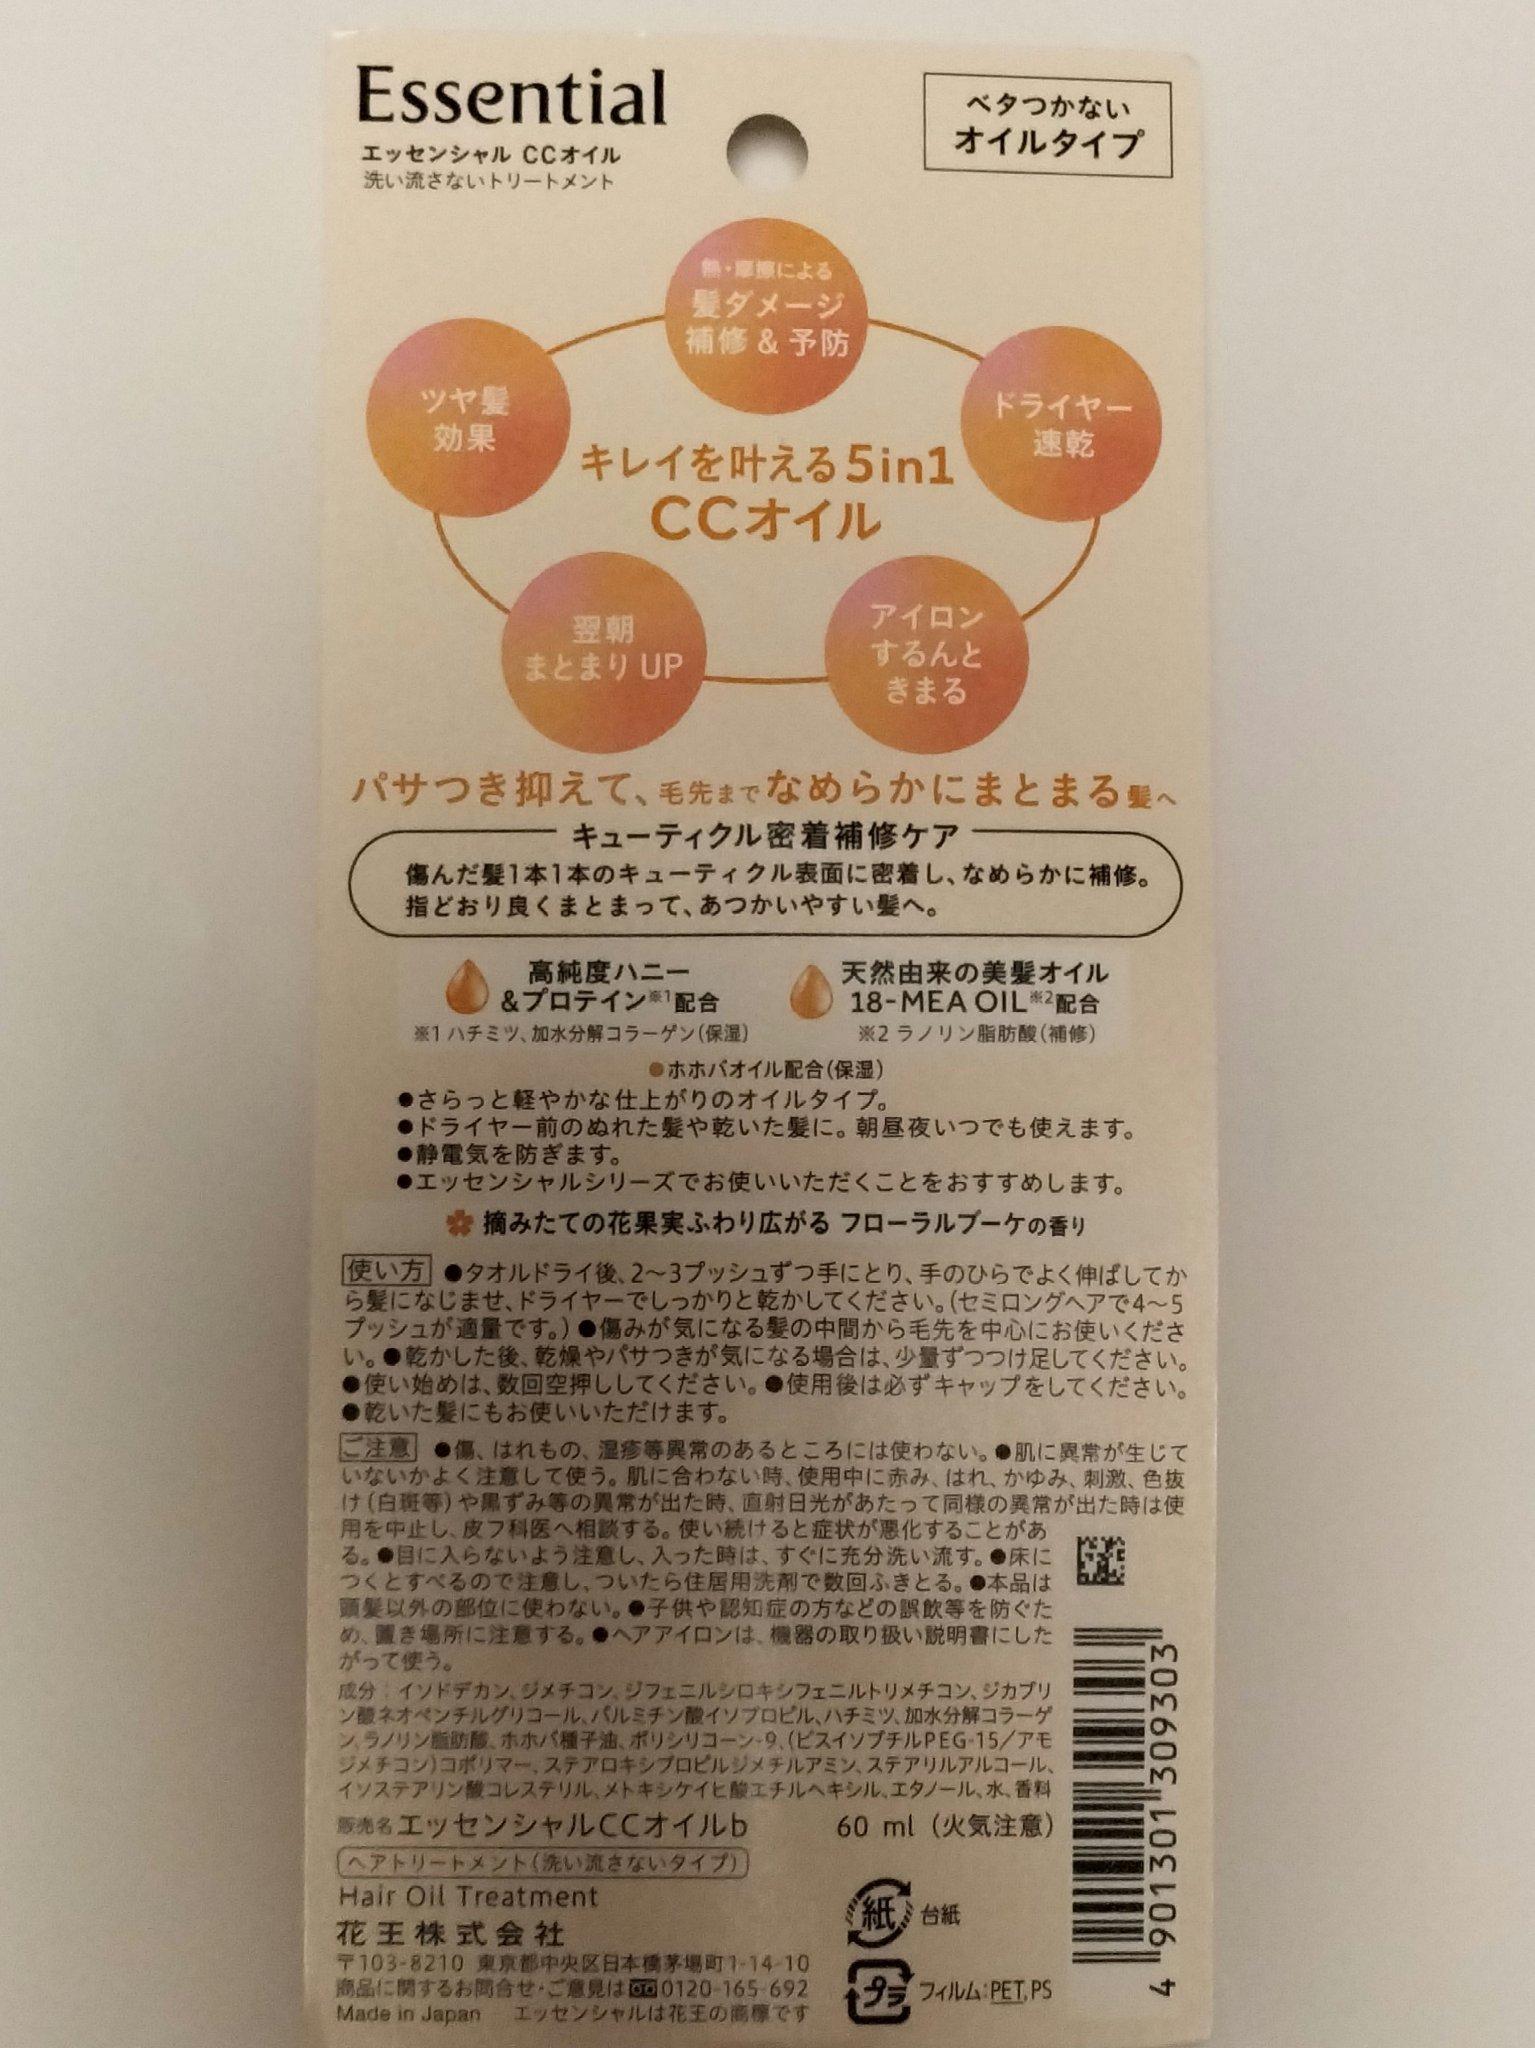 Essential
エッセンシャル CCオイル
洗い流さないトリートメント
ベタつかない
オイルタイプ
熱・摩擦による
髪ダメージ
補修 & 予防
ツヤ髪
効果
ドライヤー
速乾
キレイを叶える5in1
CCオイル
翌朝
まとまり UP
アイロン
するんと
きまる
パサつき抑えて、毛先までなめらかにまとまる髪へ
キューティクル密着補修ケア
傷んだ髪1本1本のキューティクル表面に密着し、なめらかに補修。
指どおり良くまとまって、あつかいやすい髪へ。
高純度ハニー
&プロテイン※1配合
※1 ハチミツ、加水分解コラーゲン(保湿)
天然由来の美髪オイル
18-MEA OIL※2配合
※2 ラノリン脂肪酸(補修)
●ホホバオイル配合(保湿)
●さらっと軽やかな仕上がりのオイルタイプ。
●ドライヤー前のぬれた髪や乾いた髪に。朝昼夜いつでも使えます。
●静電気を防ぎます。
●エッセンシャルシリーズでお使いいただくことをおすすめします。
摘みたての花果実ふわり広がる フローラルブーケの香り
使い方 ●タオルドライ後、2〜3プッシュずつ手にとり、手のひらでよく伸ばしてか
ら髪になじませ、ドライヤーでしっかりと乾かしてください。(セミロングヘアで4〜5
プッシュが適量です。) ●傷みが気になる髪の中間から毛先を中心にお使いくださ
い。●乾かした後、乾燥やパサつきが気になる場合は、少量ずつつけ足してください。
●使い始めは、数回空押ししてください。●使用後は必ずキャップをしてください。
●乾いた髪にもお使いいただけます。
ご注意 ●傷、はれもの、湿疹等異常のあるところには使わない。●肌に異常が生じて
いないかよく注意して使う。肌に合わない時、使用中に赤み、はれ、かゆみ、刺激、色抜
け(白斑等)や黒ずみ等の異常が出た時、直射日光があたって同様の異常が出た時は使
用を中止し、皮フ科医へ相談する。使い続けると症状が悪化することがあ
る。●目に入らないよう注意し、入った時は、すぐに充分洗い流す。●床に
つくとすべるので注意し、ついたら住居用洗剤で数回ふきとる。●本品は
頭髪以外の部位に使わない。●子供や認知症の方などの誤飲等を防ぐた
め、置き場所に注意する。●ヘアアイロンは、機器の取り扱い説明書にした
がって使う。
成分:イソドデカン、ジメチコン、ジフェニルシロキシフェニルトリメチコン、ジカプリ
ン酸ネオペンチルグリコール、パルミチン酸イソプロピル、ハチミツ、加水分解コラーゲ
ン、ラノリン脂肪酸、ホホバ種子油、ポリシリコーン-9、(ビスイソブチルPEG-15/アモ
ジメチコン)コポリマー、ステアロキシプロピルジメチルアミン、ステアリルアルコール、
イソステアリン酸コレステリル、メトキシケイヒ酸エチルヘキシル、エタノール、水、香料
販売名 エッセンシャルCCオイルb 60 ml (火気注意)
ヘアトリートメント(洗い流さないタイプ)
Hair Oil Treatment
花王株式会社
〒103-8210 東京都中央区日本橋茅場町1-14-10
商品に関するお問合せ・ご意見は 0120-165-692
Made in Japan エッセンシャルは花王の商標です
紙 台紙
プラ フィルム:PET, PS
4 901301 309303